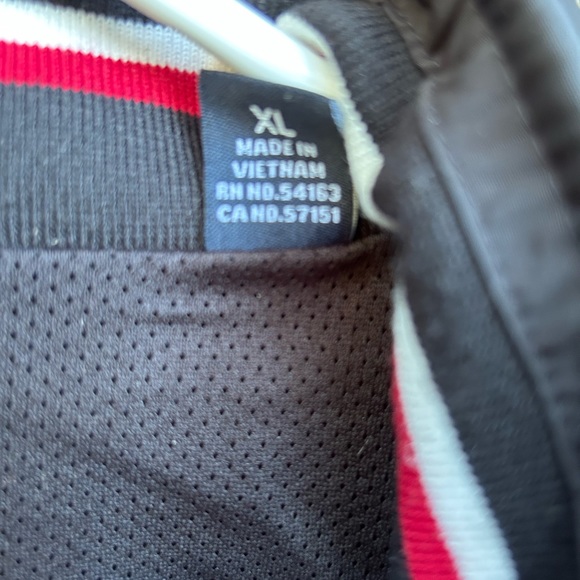 XL
MADE IN
VIETNAM
RN NO.54163
CA NO.57151